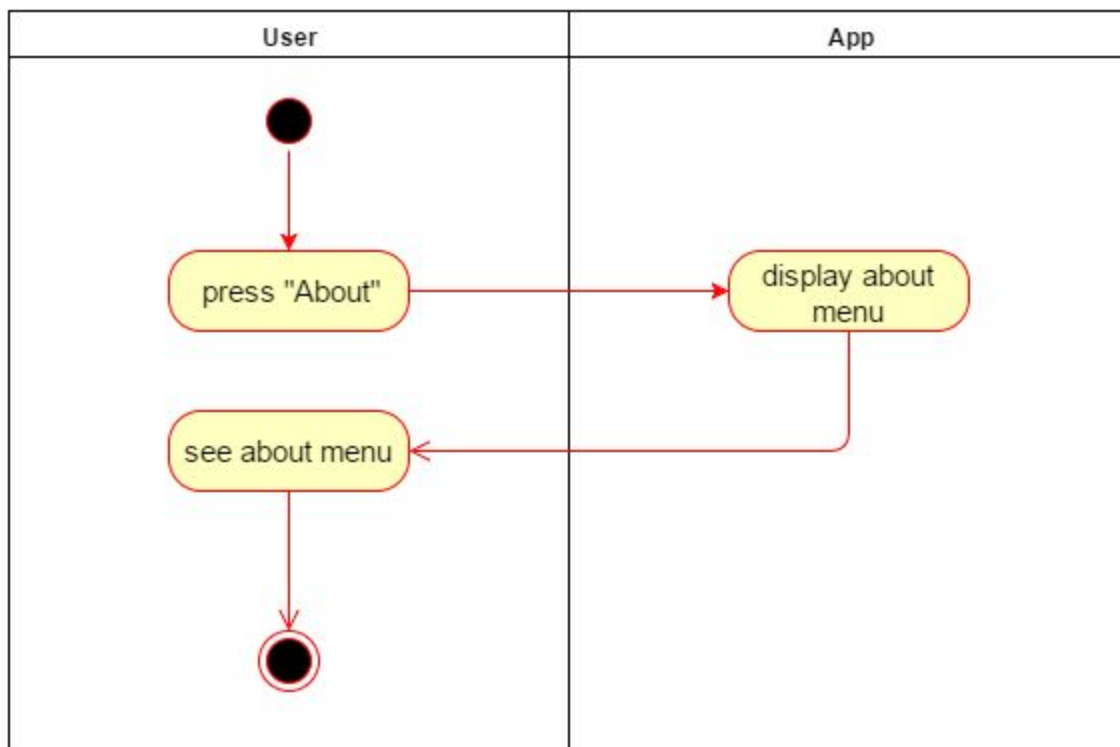 User
App
press "About"
display about
menu
see about menu